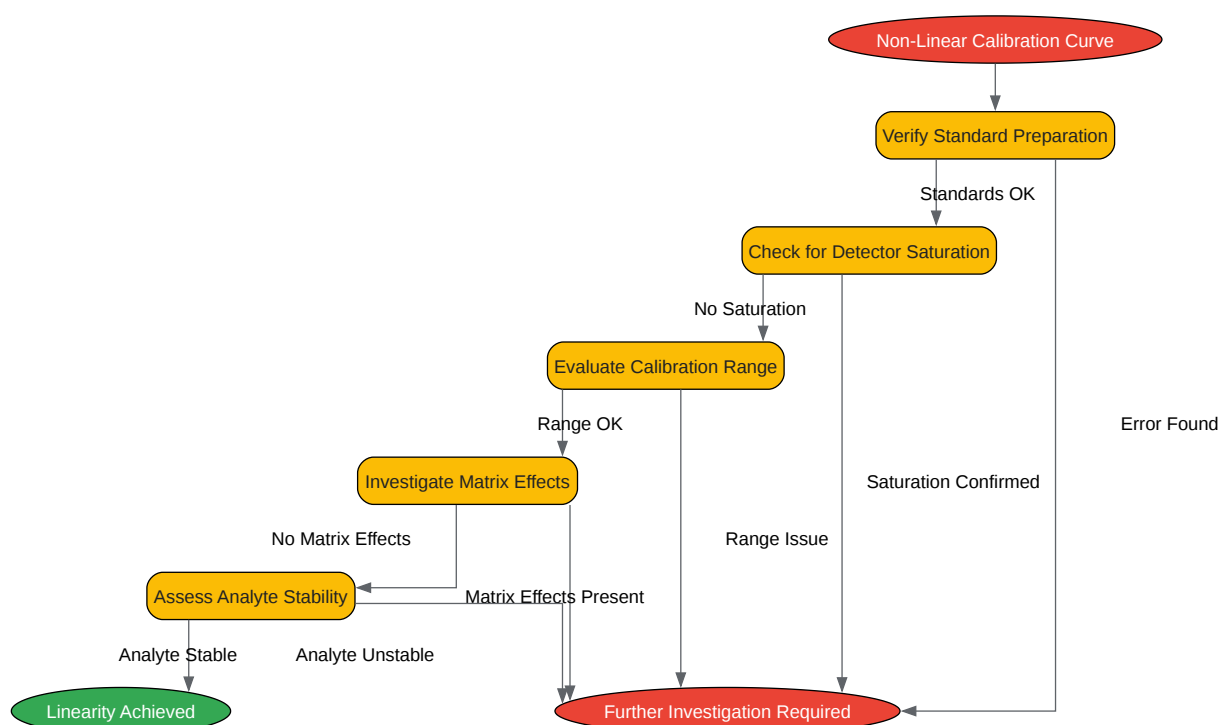 Non-Linear Calibration Curve
Verify Standard Preparation
Standards OK
Check for Detector Saturation
No Saturation
Evaluate Calibration Range
Range OK
Error Found
Investigate Matrix Effects
Saturation Confirmed
No Matrix Effects
Range Issue
Assess Analyte Stability
Matrix Effects Present
Analyte Stable
Analyte Unstable
Linearity Achieved
Further Investigation Required